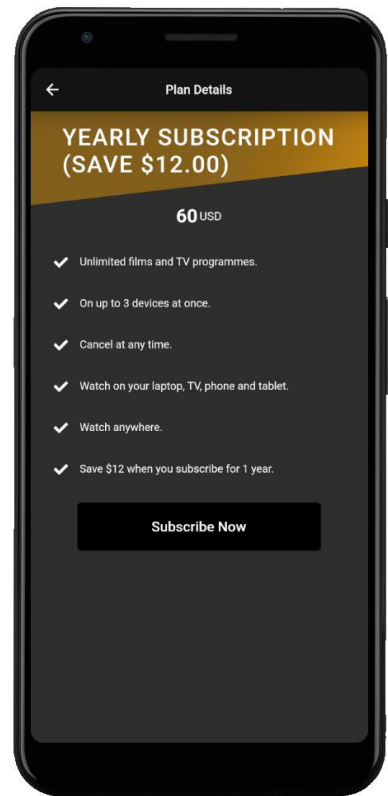 Plan Details
YEARLY SUBSCRIPTION
(SAVE $12.00)
60 USD
Unlimited films and TV programmes.
On up to 3 devices at once.
Cancel at any time.
Watch on your laptop, TV, phone and tablet.
Watch anywhere.
Save $12 when you subscribe for 1 year.
Subscribe Now